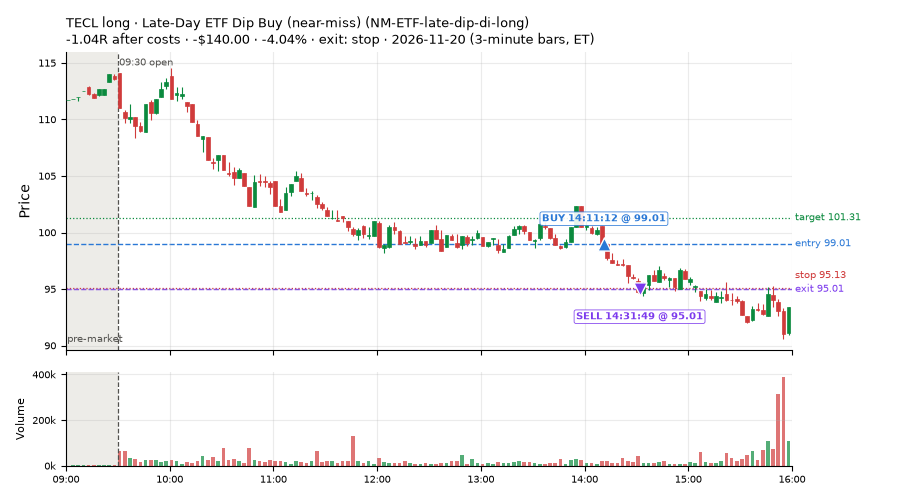 TECL long · Late-Day ETF Dip Buy (near-miss) (NM-ETF-late-dip-di-long)
-1.04R after costs · -$140.00 · -4.04% · exit: stop · 2026-11-20 (3-minute bars, ET)
09:30 open
115
110
105
100
95
90
Price
BUY 14:11:12 @ 99.01
target 101.31
entry 99.01
stop 95.13
exit 95.01
SELL 14:31:49 @ 95.01
pre-market
400k
200k
0k
Volume
09:00
10:00
11:00
12:00
13:00
14:00
15:00
16:00